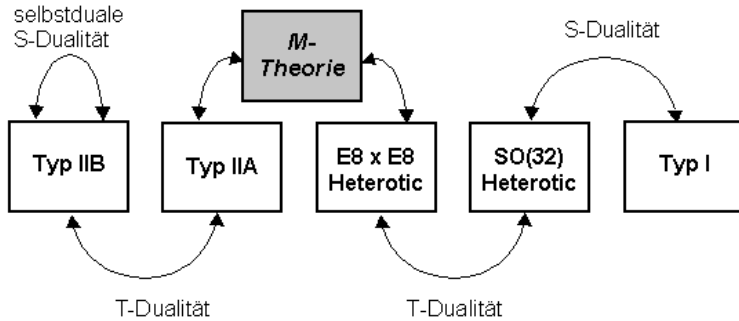 selbstduale
S-Dualität
M-
Theorie
S-Dualität
Typ IIB
Typ IIA
E8 x E8
Heterotic
SO(32)
Heterotic
Typ I
T-Dualität
T-Dualität